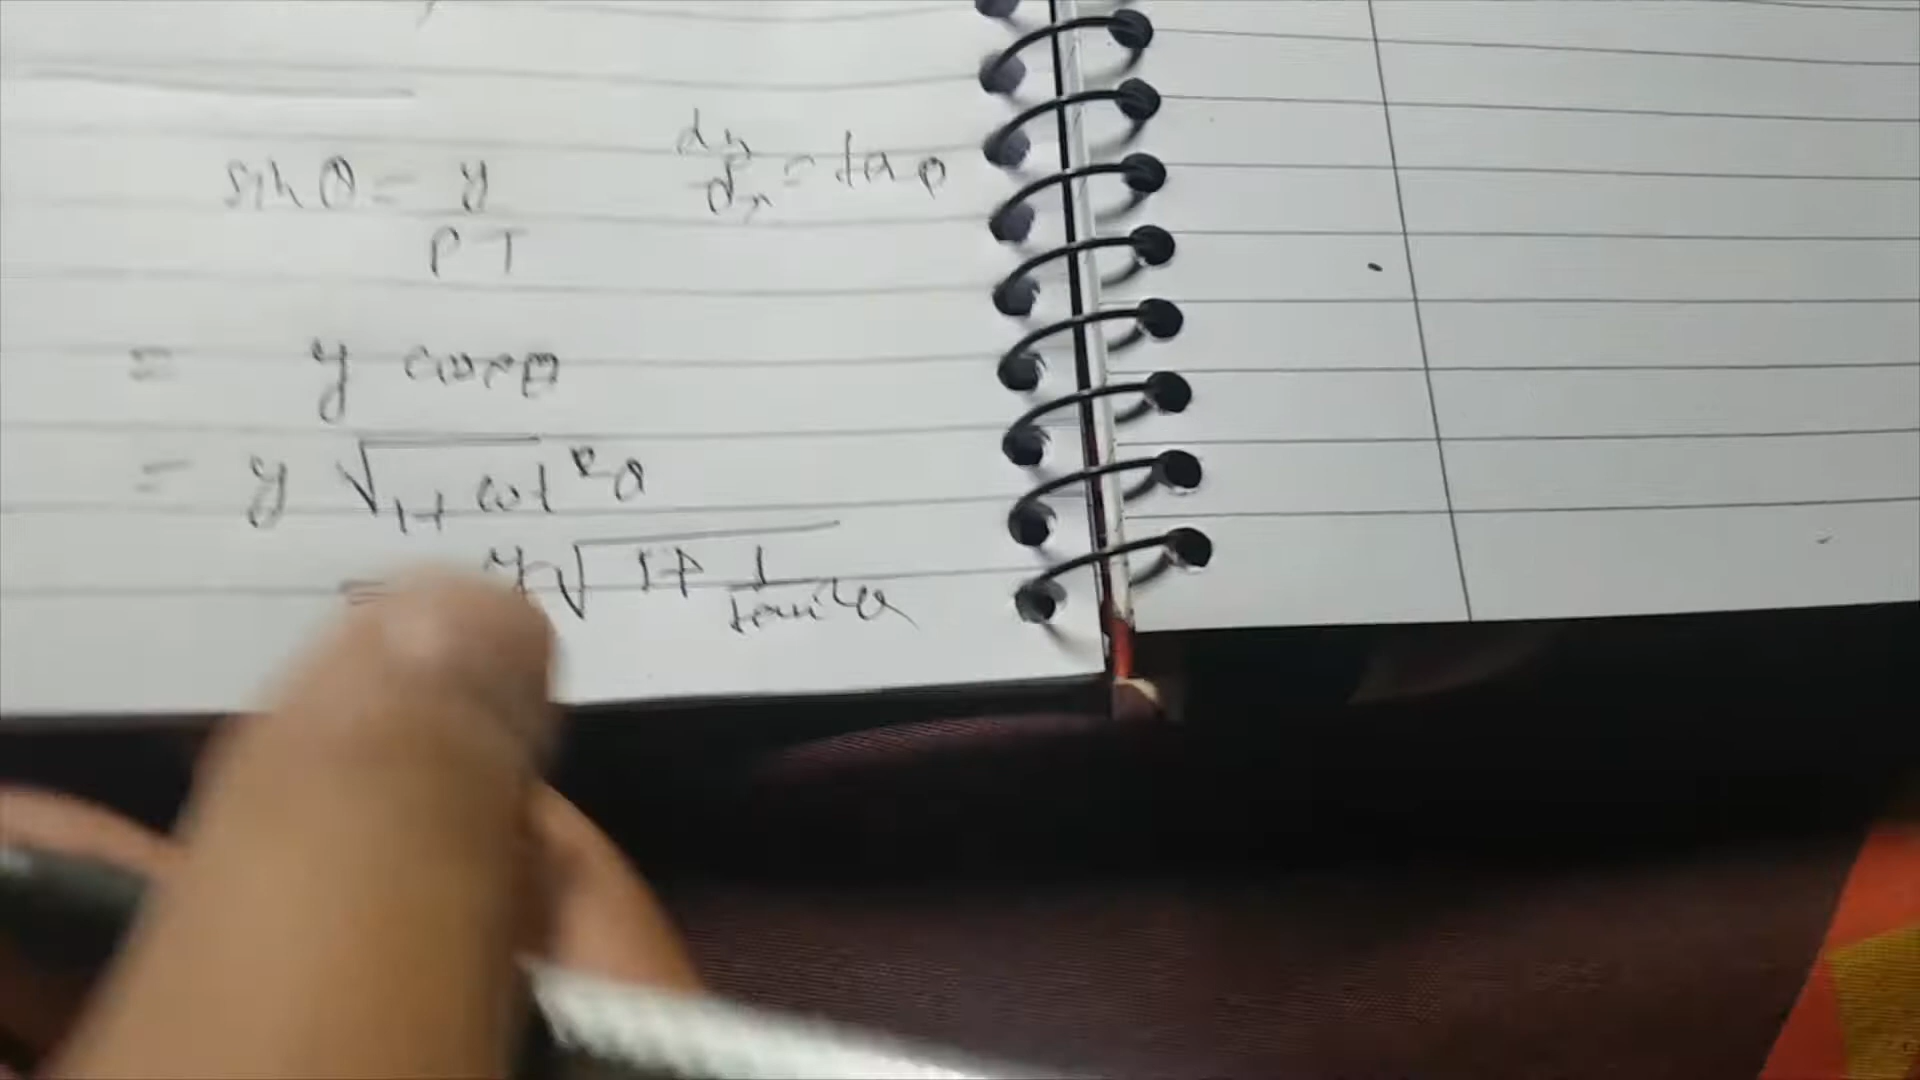 sin θ = y / PT
dy/dx = tan θ
= y cosec θ
= y √1+ cot²θ
= y √1+ 1/tan²θ